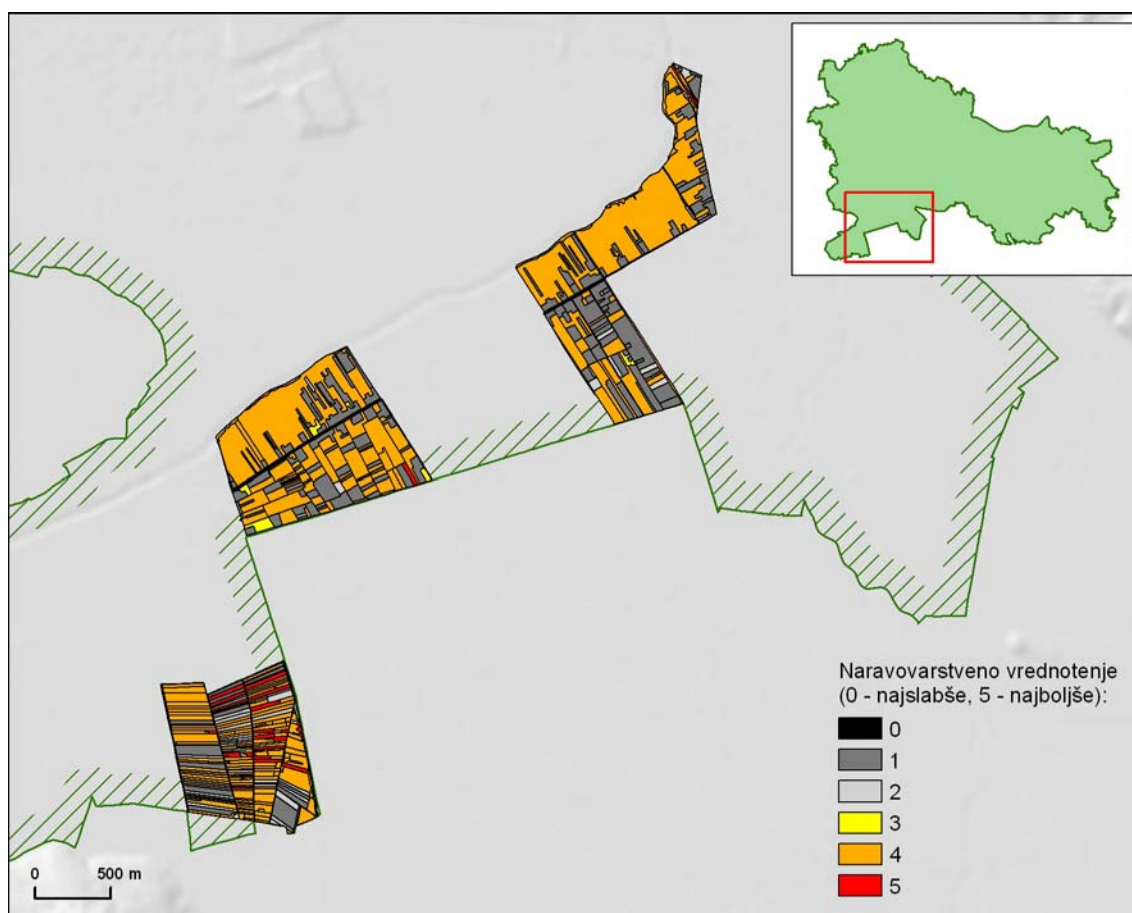 Naravovarstveno vrednotenje
(0 - najslabše, 5 - najboljše):
0
1
2
3
4
5
0 500 m